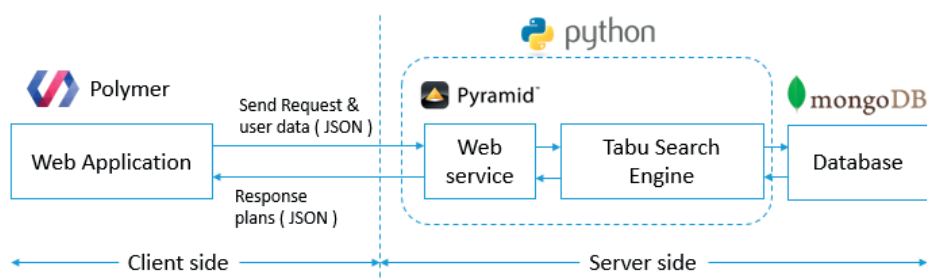 python
Polymer
Pyramid™
mongoDB
Send Request &
user data ( JSON )
Web Application
Web
service
Tabu Search
Engine
Database
Response
plans ( JSON )
Client side
Server side